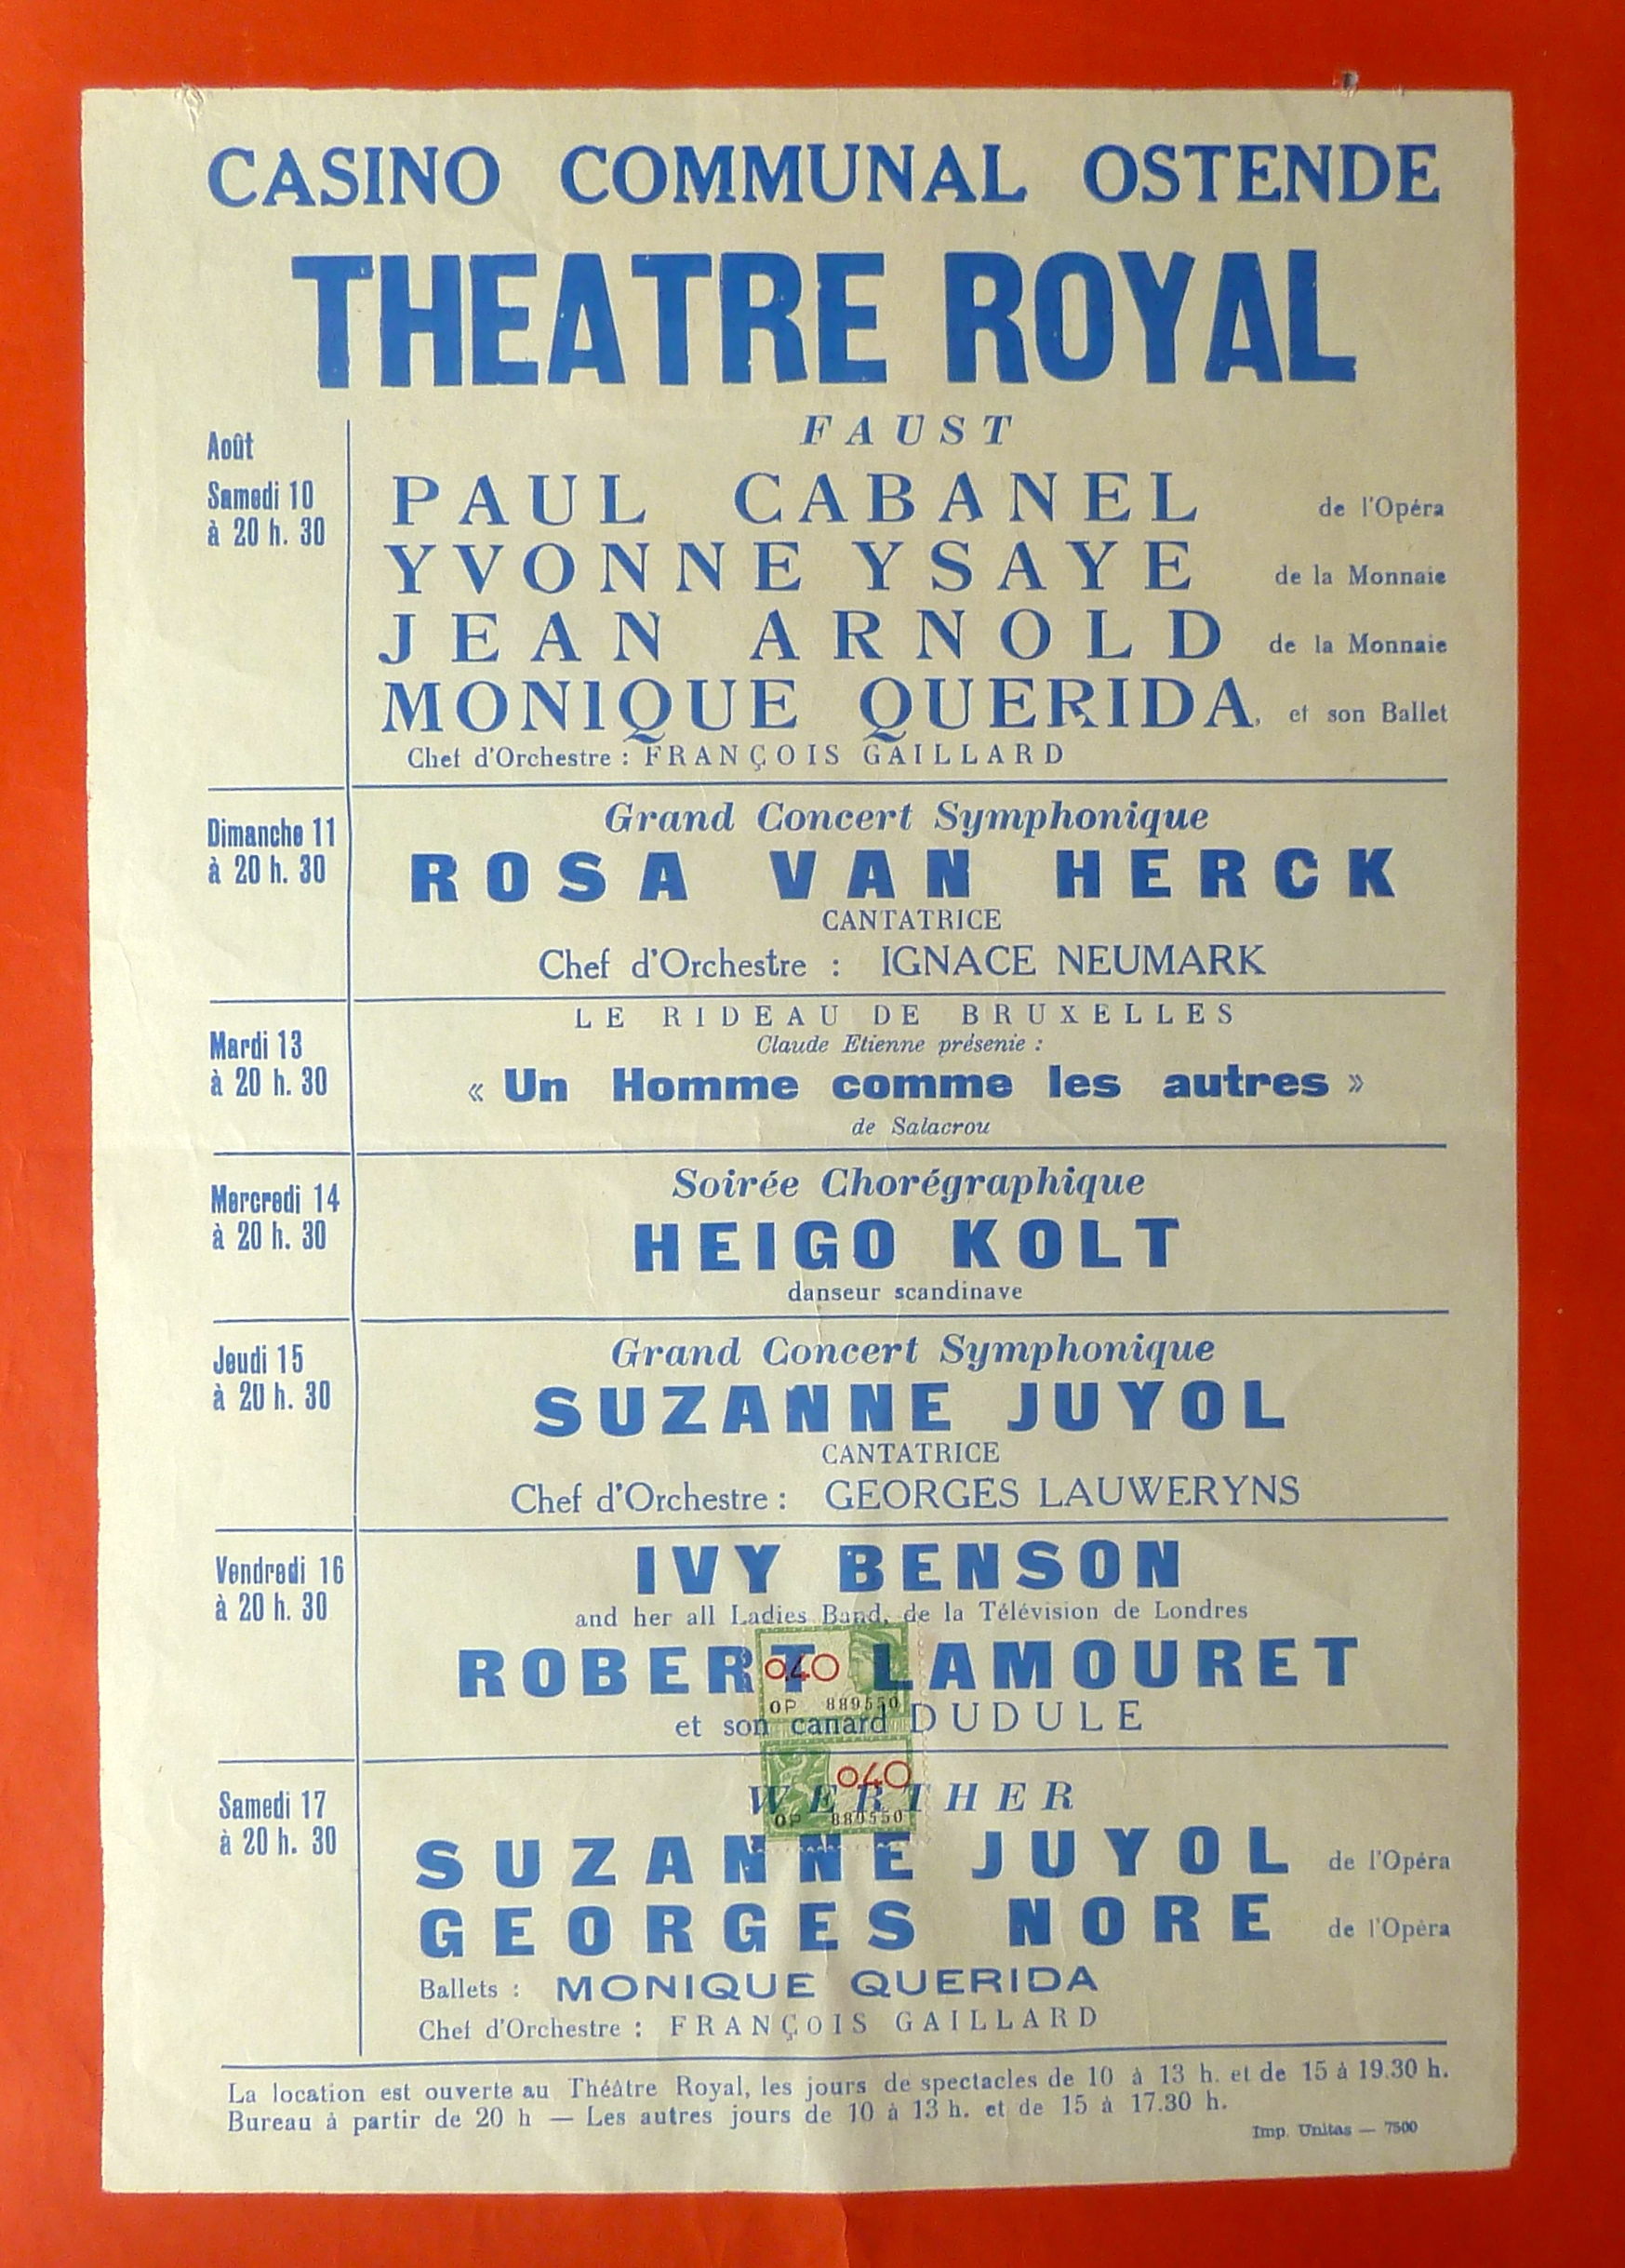 CASINO COMMUNAL OSTENDE
THEATRE ROYAL
Août
FAUST
Samedi 10
à 20 h. 30
PAUL CABANEL de l'Opéra
YVONNE YSAYE de la Monnaie
JEAN ARNOLD de la Monnaie
MONIQUE QUERIDA, et son Ballet
Chef d'Orchestre : FRANÇOIS GAILLARD
Dimanche 11
à 20 h. 30
Grand Concert Symphonique
ROSA VAN HERCK
CANTATRICE
Chef d'Orchestre : IGNACE NEUMARK
Mardi 13
à 20 h. 30
LE RIDEAU DE BRUXELLES
Claude Etienne présenie :
« Un Homme comme les autres »
de Salacrou
Mercredi 14
à 20 h. 30
Soirée Chorégraphique
HEIGO KOLT
danseur scandinave
Jeudi 15
à 20 h. 30
Grand Concert Symphonique
SUZANNE JUYOL
CANTATRICE
Chef d'Orchestre : GEORGES LAUWERYNS
Vendredi 16
à 20 h. 30
IVY BENSON
and her all Ladies Band, de la Télévision de Londres
ROBERT LAMOURET
et son canard DUDULE
0.40
OP 889550
040
OP 889550
Samedi 17
à 20 h. 30
WERTHER
SUZANNE JUYOL de l'Opéra
GEORGES NORE de l'Opèra
Ballets : MONIQUE QUERIDA
Chef d'Orchestre : FRANÇOIS GAILLARD
La location est ouverte au Théâtre Royal, les jours de spectacles de 10 à 13 h. et de 15 à 19.30 h.
Bureau à partir de 20 h — Les autres jours de 10 à 13 h. et de 15 à 17.30 h.
Imp. Unitas — 7500